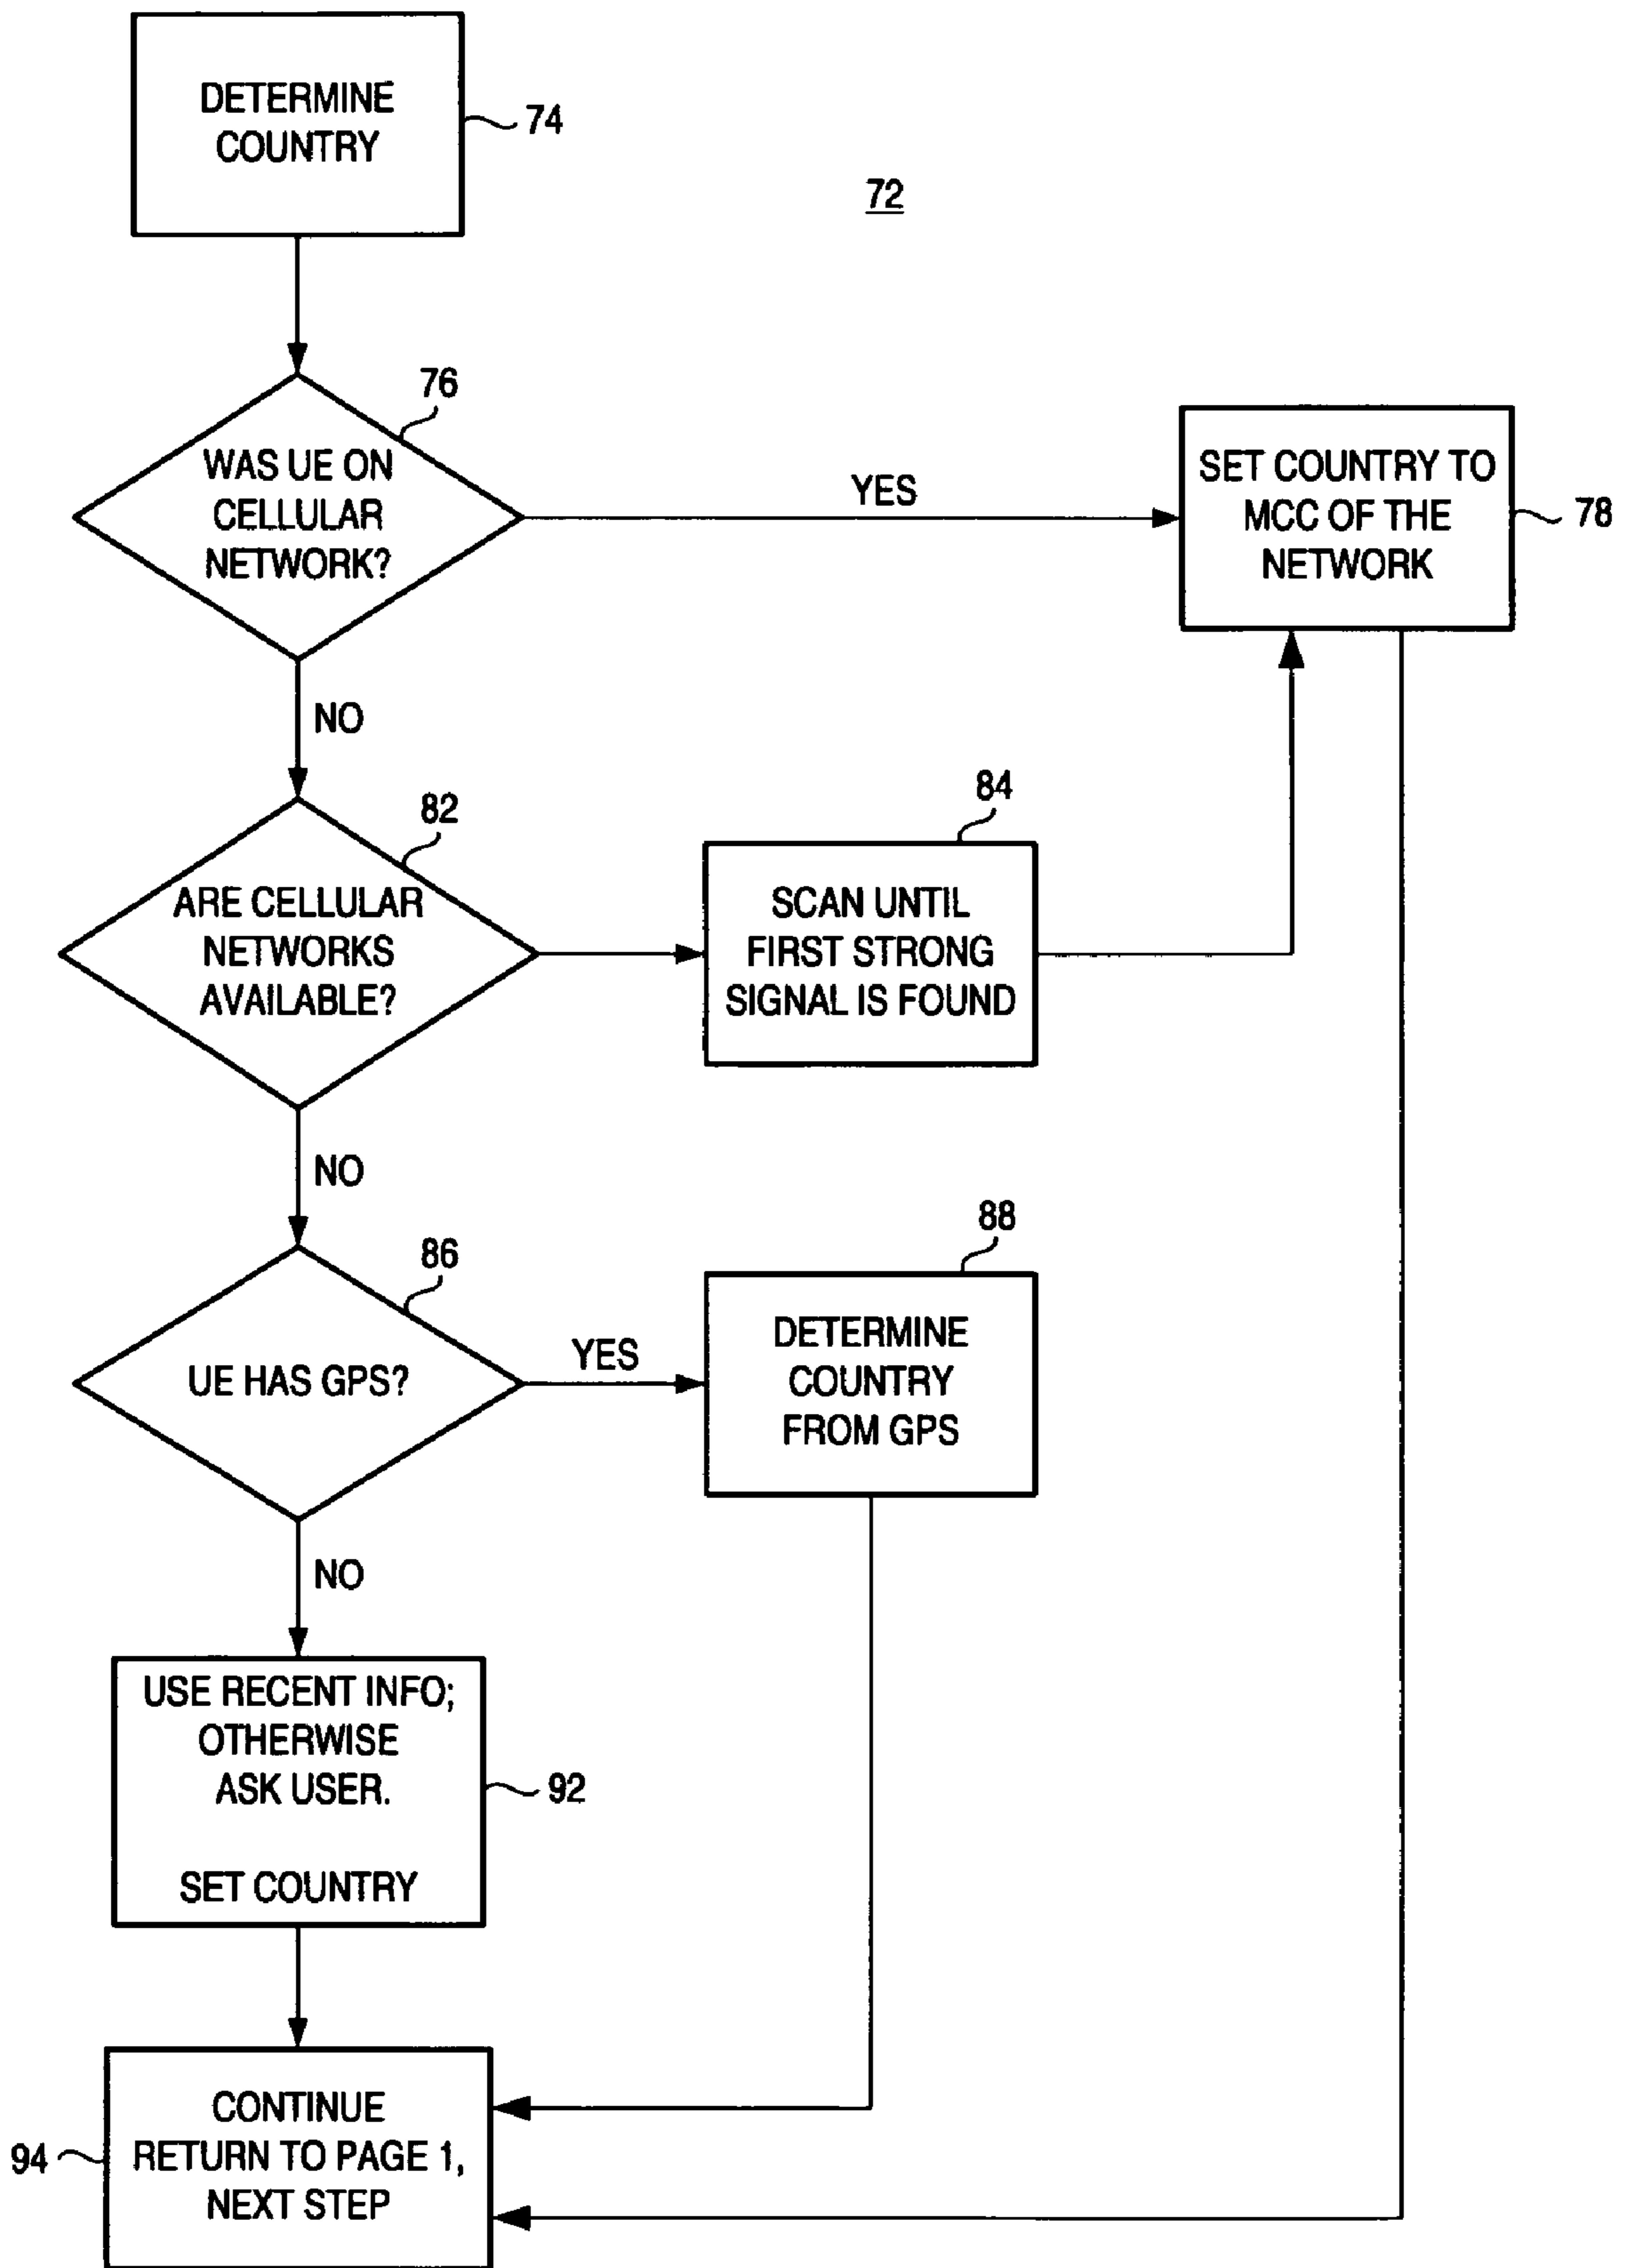 DETERMINE
COUNTRY
74
72
76
WAS UE ON
CELLULAR
NETWORK?
YES
SET COUNTRY TO
MCC OF THE
NETWORK
78
NO
82
ARE CELLULAR
NETWORKS
AVAILABLE?
84
SCAN UNTIL
FIRST STRONG
SIGNAL IS FOUND
NO
86
UE HAS GPS?
YES
88
DETERMINE
COUNTRY
FROM GPS
NO
USE RECENT INFO;
OTHERWISE
ASK USER.
SET COUNTRY
92
CONTINUE
RETURN TO PAGE 1,
NEXT STEP
94